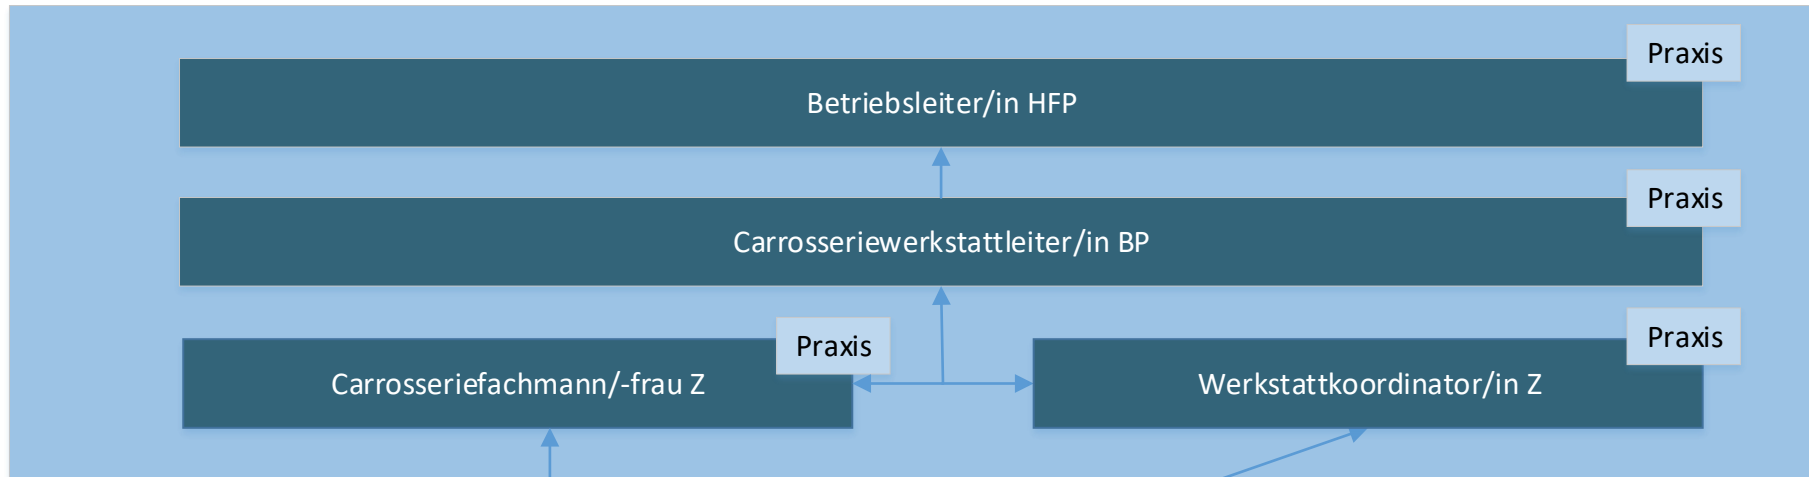 Praxis
Betriebsleiter/in HFP
Praxis
Carrosseriewerkstattleiter/in BP
Praxis
Praxis
Carrosseriefachmann/-frau Z
Werkstattkoordinator/in Z